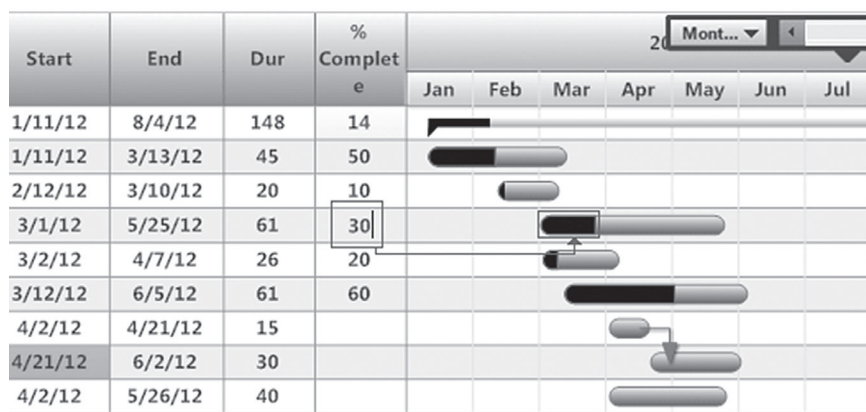 %
20
Mont...
Start End Dur Complet
e
Jan Feb Mar Apr May Jun Jul
1/11/12 8/4/12 148 14
1/11/12 3/13/12 45 50
2/12/12 3/10/12 20 10
3/1/12 5/25/12 61 30
3/2/12 4/7/12 26 20
3/12/12 6/5/12 61 60
4/2/12 4/21/12 15
4/21/12 6/2/12 30
4/2/12 5/26/12 40